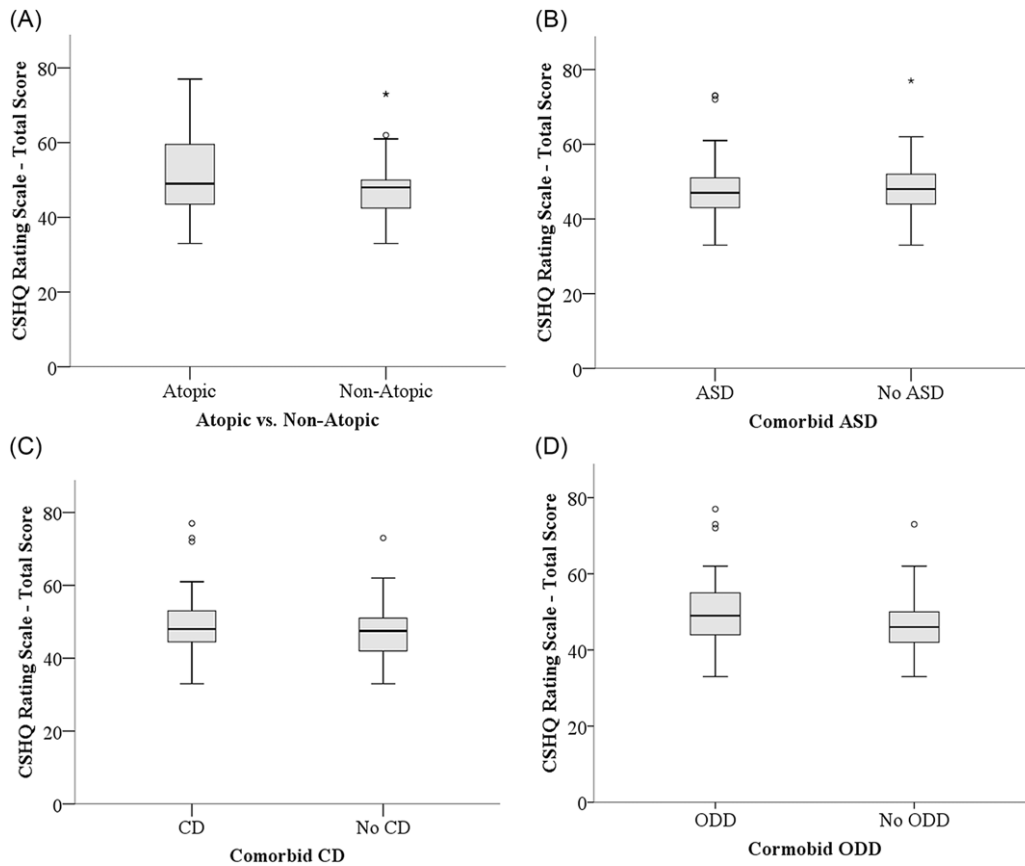 (A)
CSHQ Rating Scale - Total Score
80
60
40
20
0
Atopic Non-Atopic
Atopic vs. Non-Atopic
(B)
CSHQ Rating Scale - Total Score
80
60
40
20
0
ASD No ASD
Comorbid ASD
(C)
CSHQ Rating Scale - Total Score
80
60
40
20
0
CD No CD
Comorbid CD
(D)
CSHQ Rating Scale - Total Score
80
60
40
20
0
ODD No ODD
Cormobid ODD